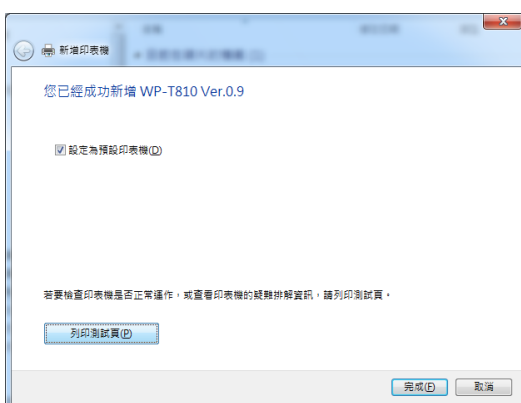 新增印表機
您已經成功新增 WP-T810 Ver.0.9
設定為預設印表機(D)
若要檢查印表機是否正常運作，或查看印表機的疑難排解資訊，請列印測試頁。
列印測試頁(P)
完成(F)
取消